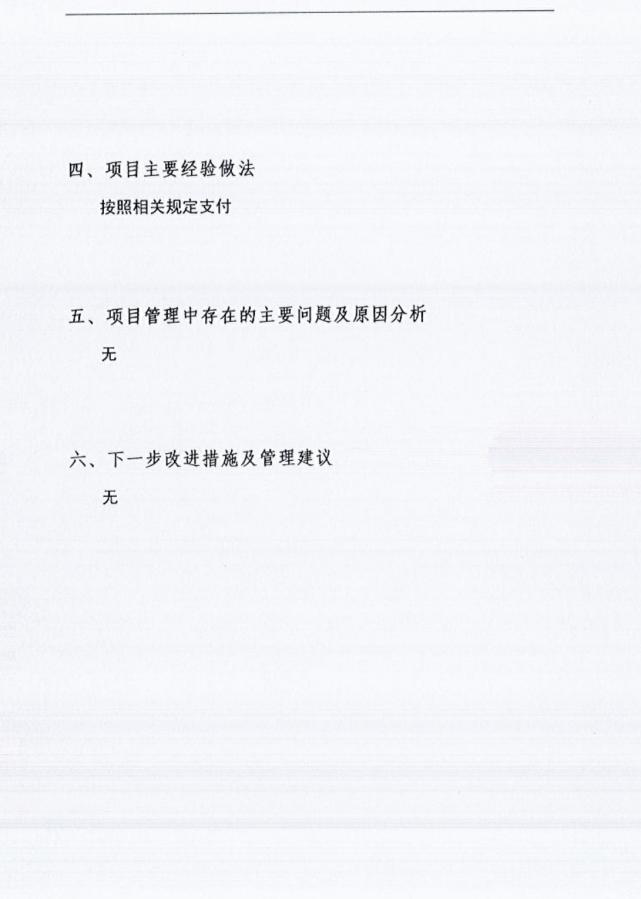 四、项目主要经验做法
按照相关规定支付
五、项目管理中存在的主要问题及原因分析
无
六、下一步改进措施及管理建议
无